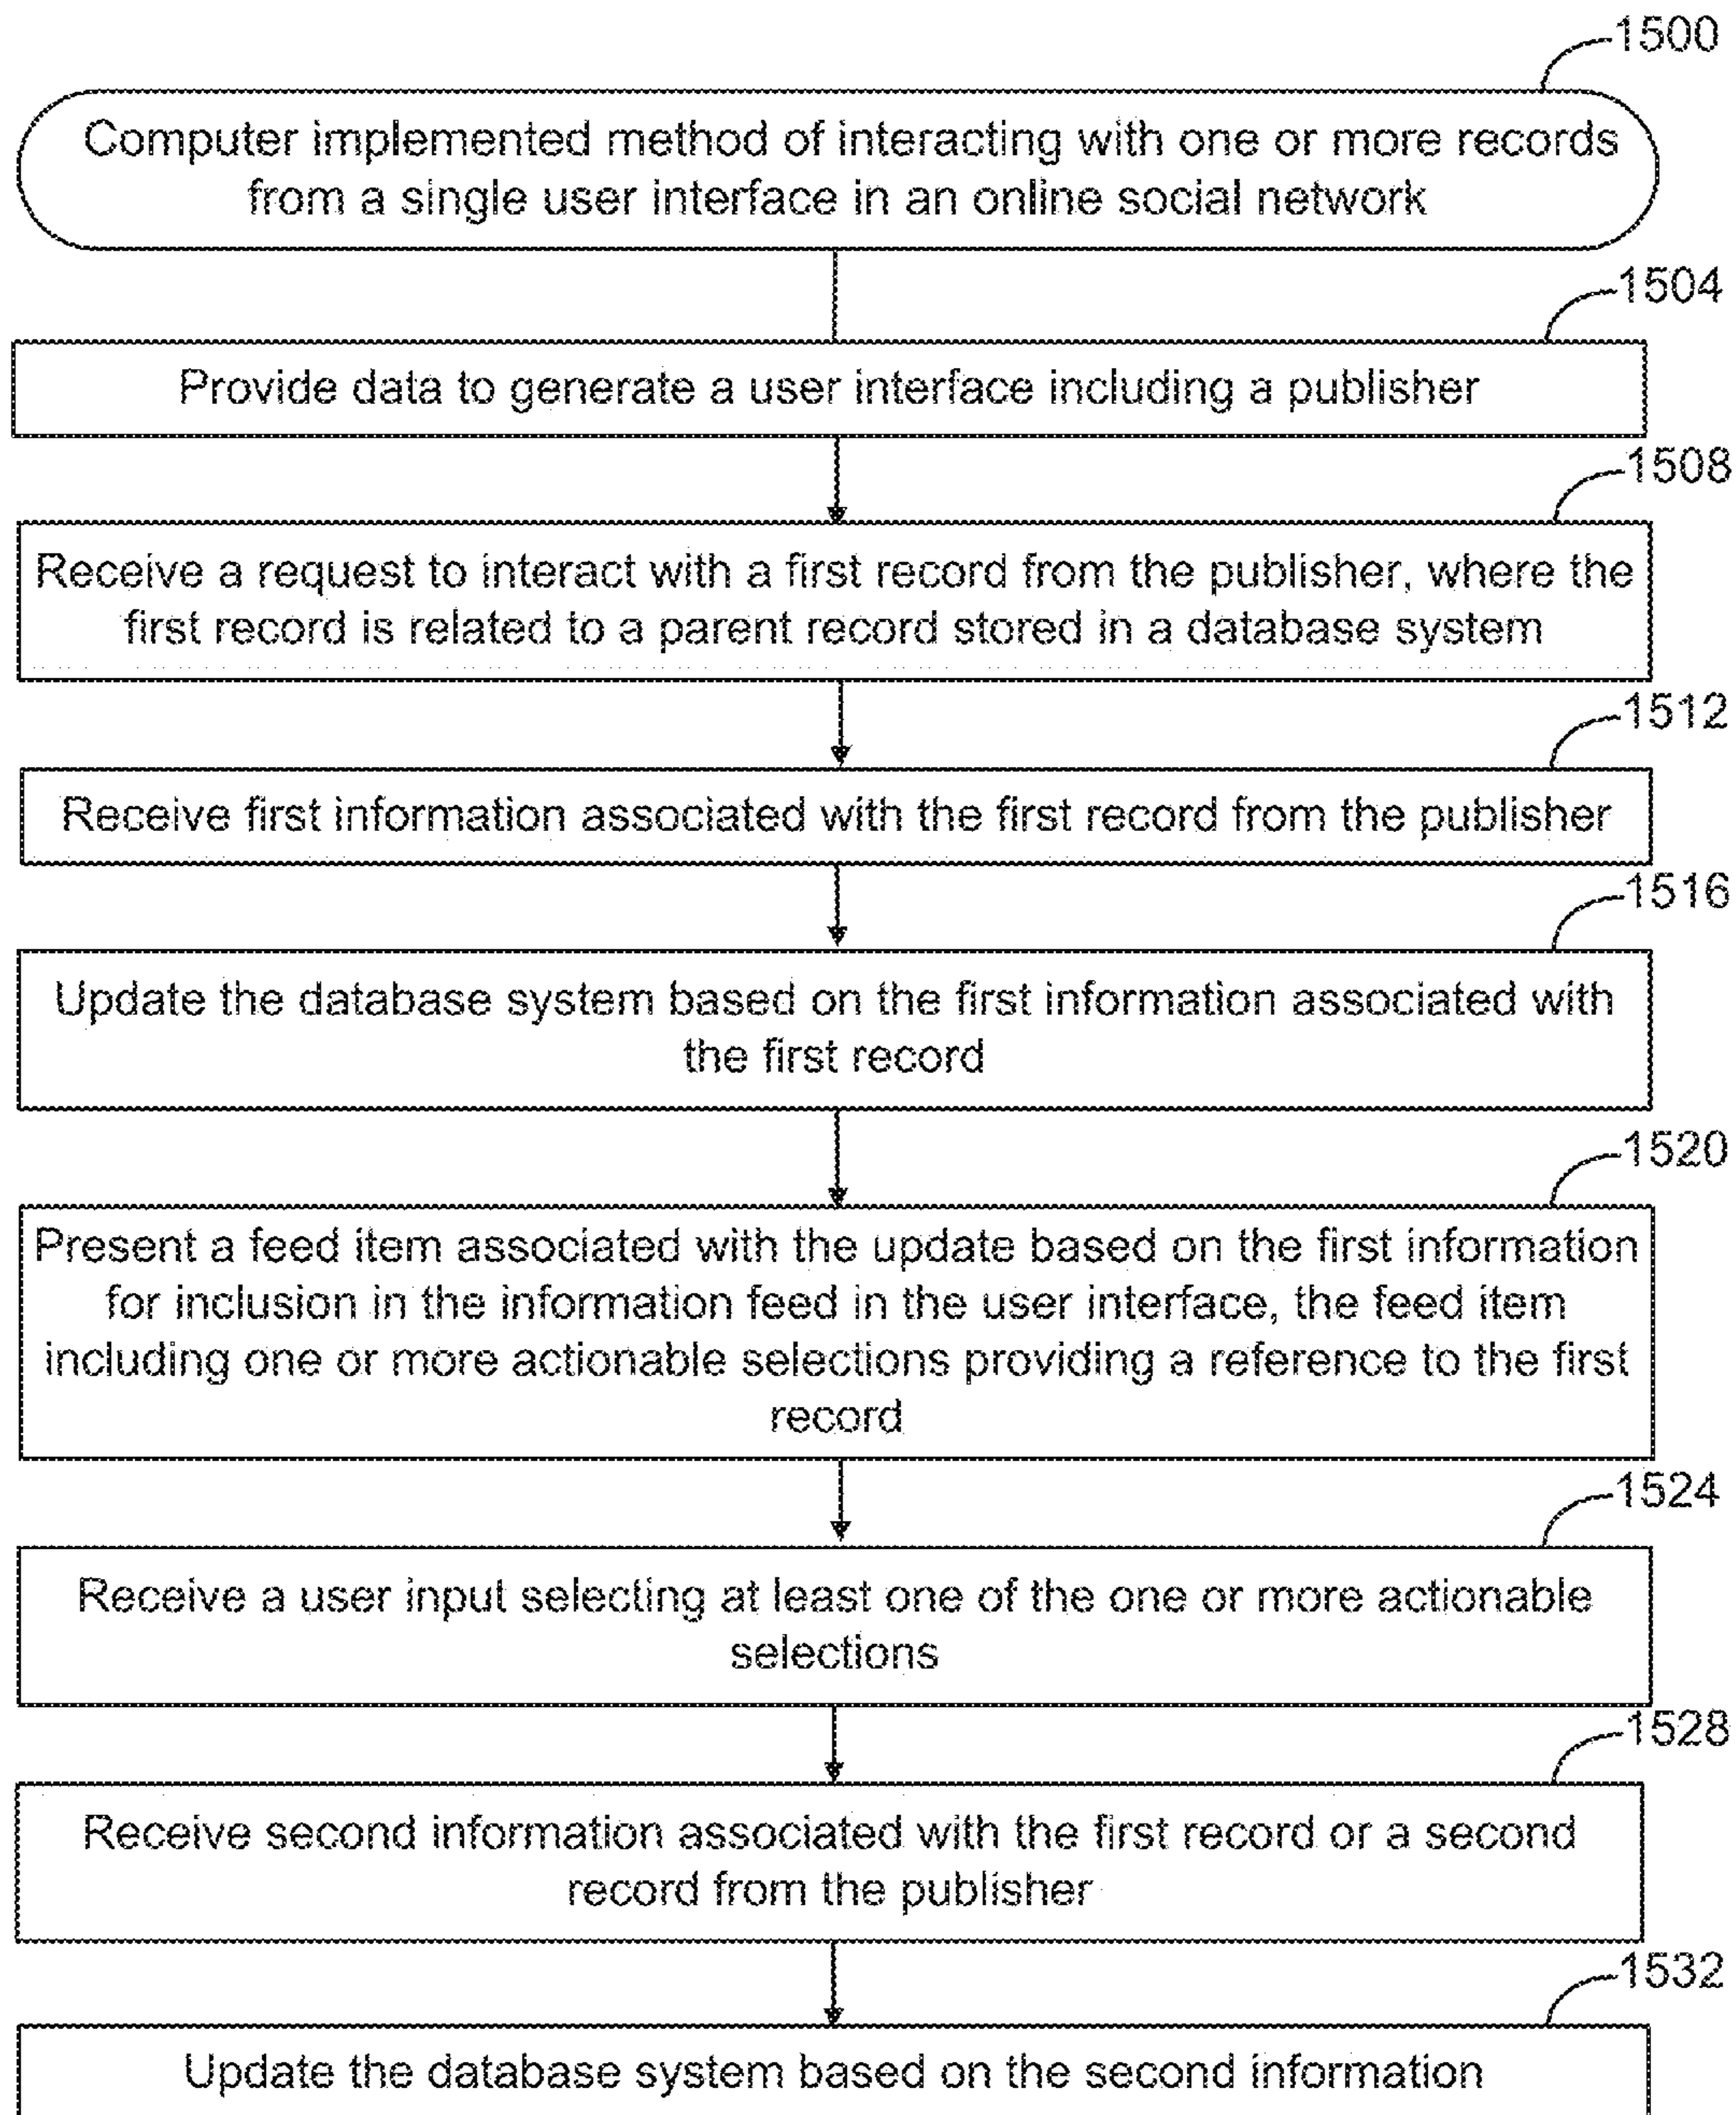 1500
Computer implemented method of interacting with one or more records
from a single user interface in an online social network
1504
Provide data to generate a user interface including a publisher
1508
Receive a request to interact with a first record from the publisher, where the
first record is related to a parent record stored in a database system
1512
Receive first information associated with the first record from the publisher
1516
Update the database system based on the first information associated with
the first record
1520
Present a feed item associated with the update based on the first information
for inclusion in the information feed in the user interface, the feed item
including one or more actionable selections providing a reference to the first
record
1524
Receive a user input selecting at least one of the one or more actionable
selections
1528
Receive second information associated with the first record or a second
record from the publisher
1532
Update the database system based on the second information